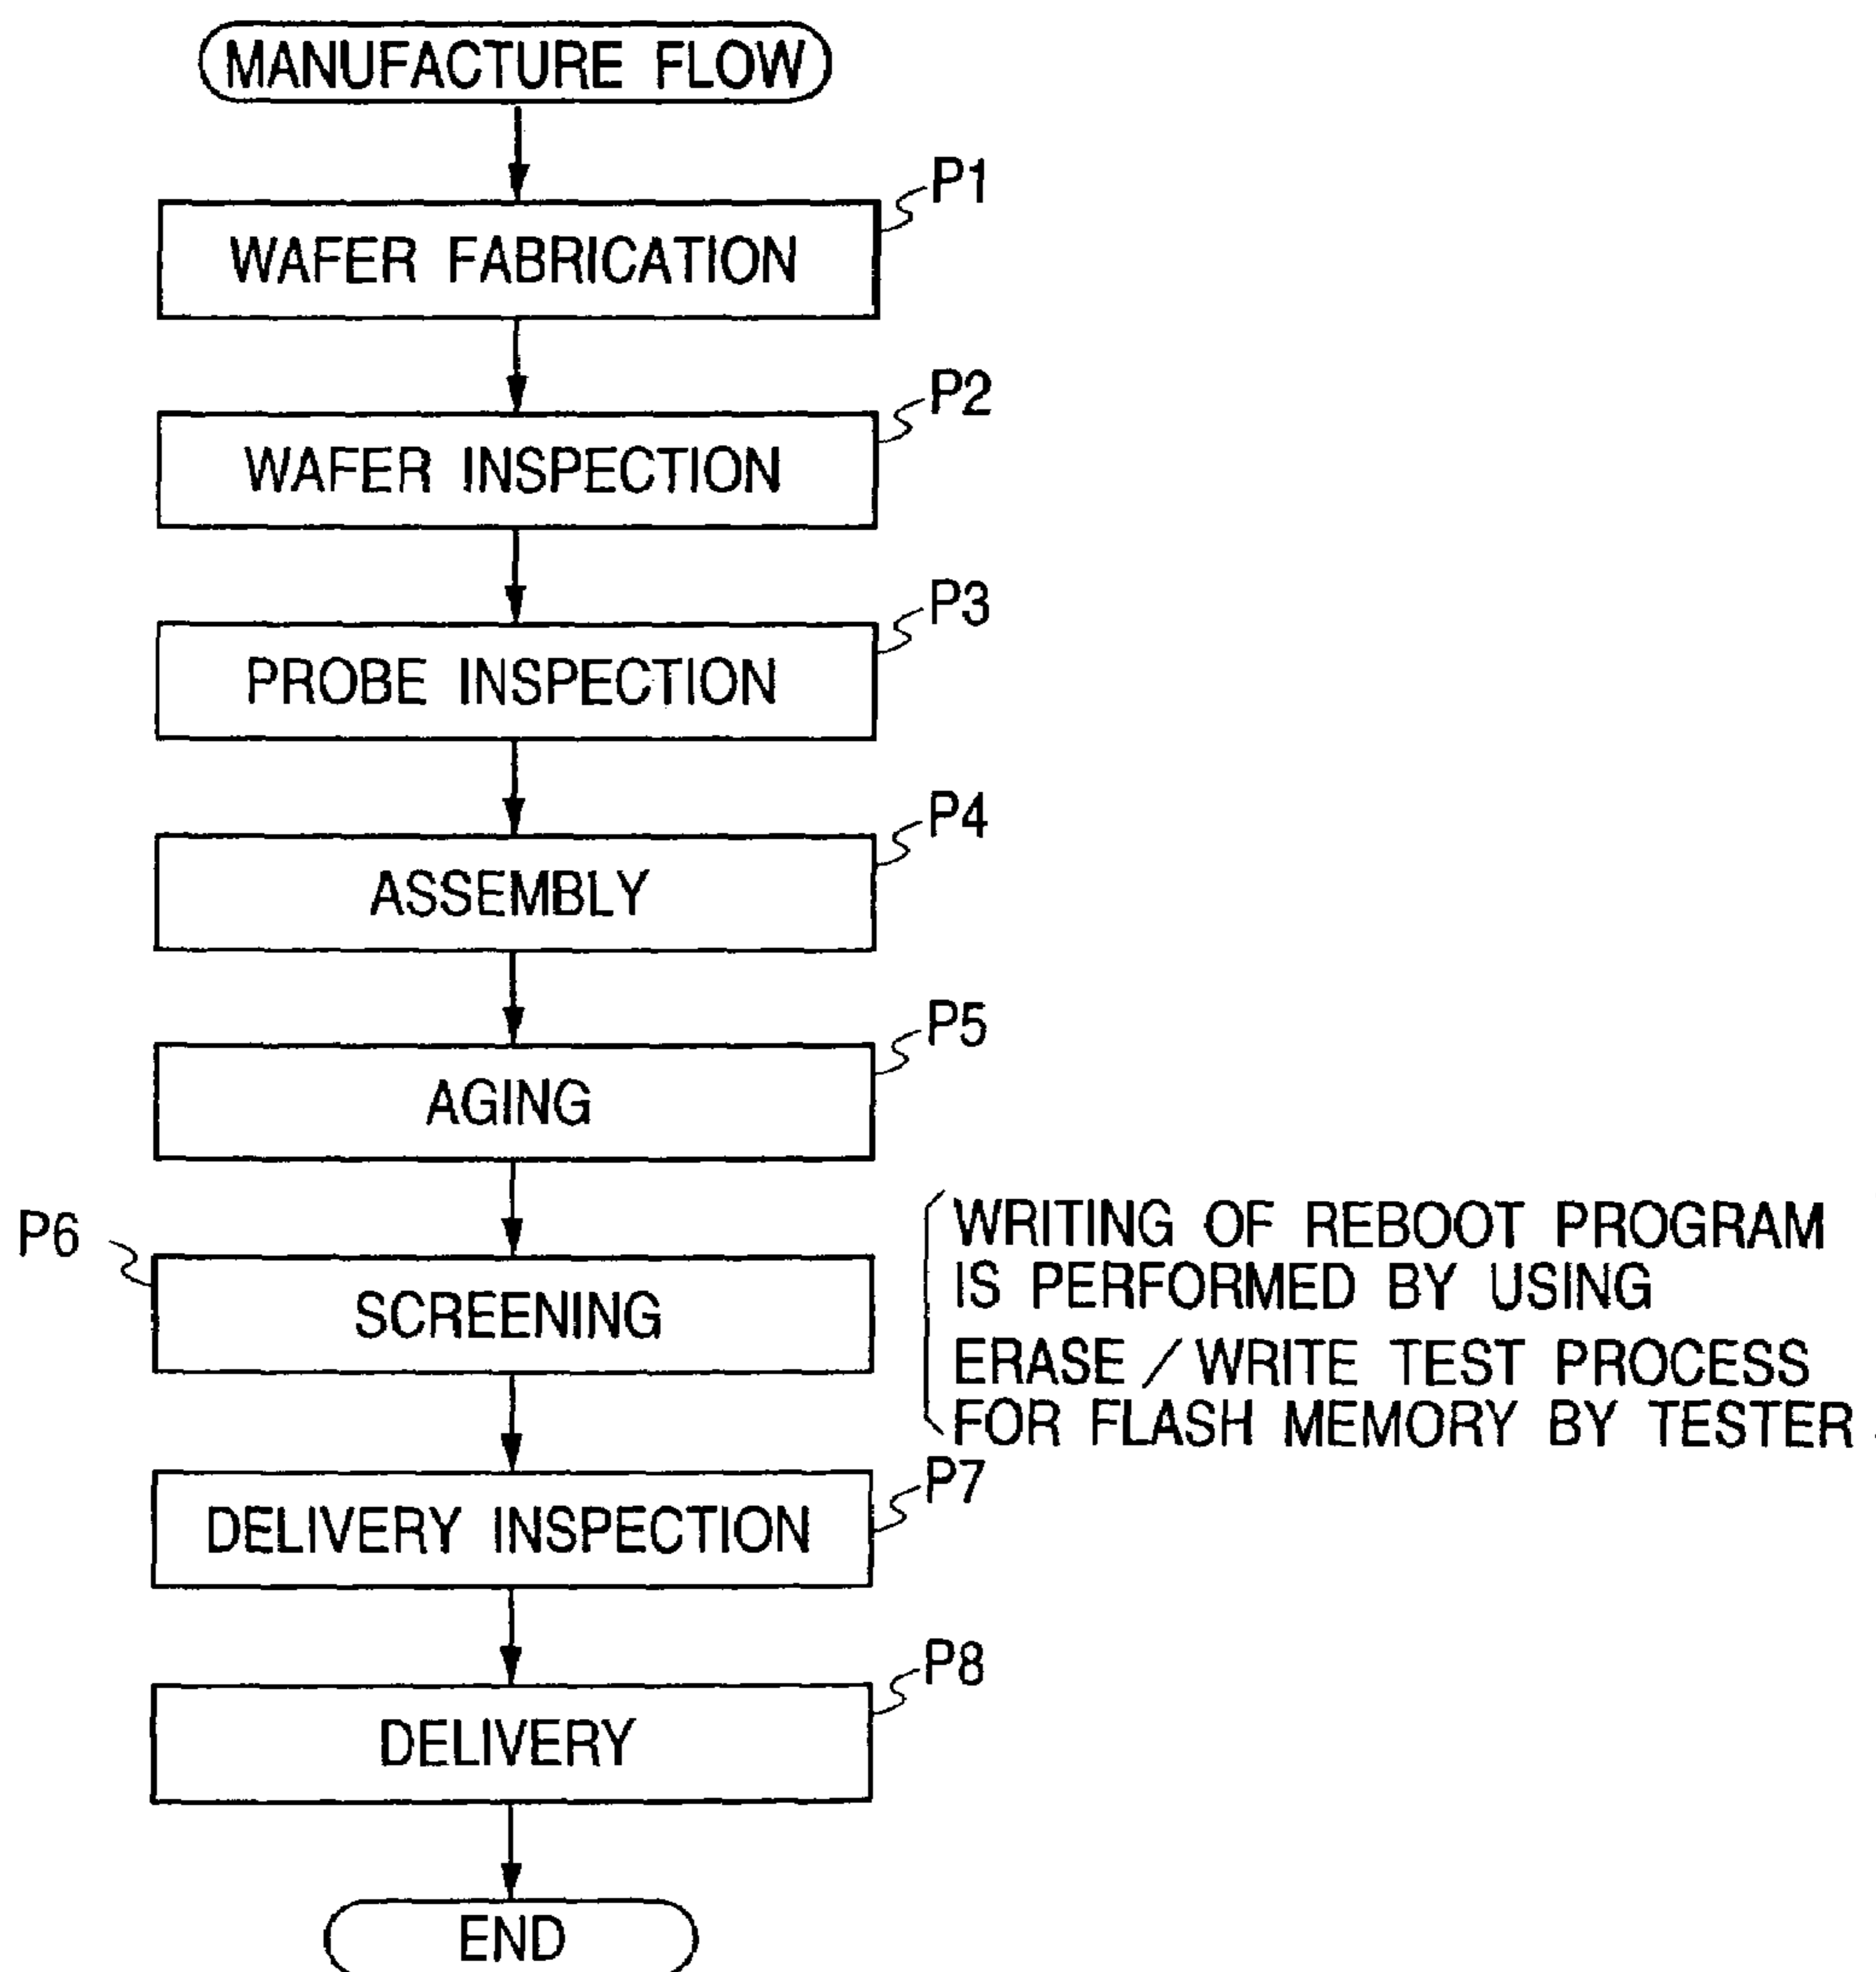 MANUFACTURE FLOW
P1
WAFER FABRICATION
P2
WAFER INSPECTION
P3
PROBE INSPECTION
P4
ASSEMBLY
P5
AGING
P6
SCREENING
WRITING OF REBOOT PROGRAM
IS PERFORMED BY USING
ERASE/WRITE TEST PROCESS
FOR FLASH MEMORY BY TESTER
P7
DELIVERY INSPECTION
P8
DELIVERY
END